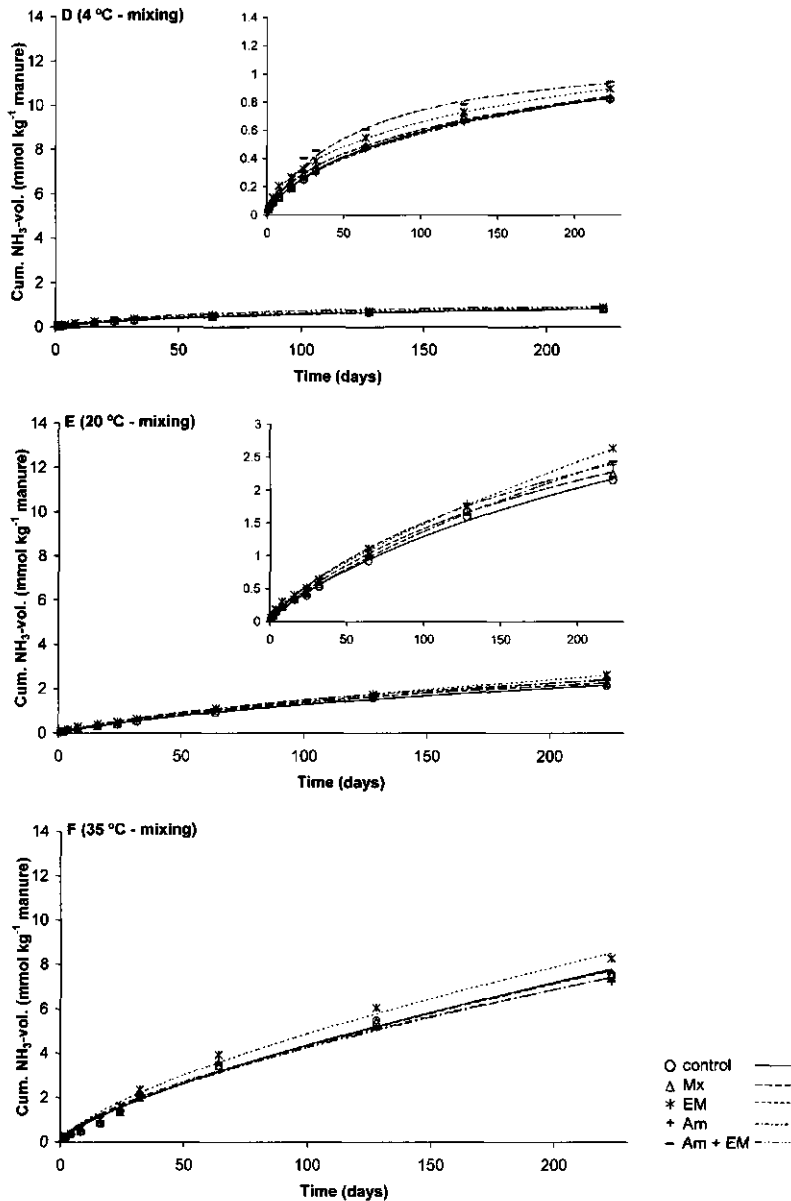 D (4 ºC - mixing)
Cum. NH₃-vol. (mmol kg⁻¹ manure)
14
12
10
8
6
4
2
0
1.4
1.2
1
0.8
0.6
0.4
0.2
0
0 50 100 150 200
0 50 100 150 200
Time (days)
E (20 ºC - mixing)
Cum. NH₃-vol. (mmol kg⁻¹ manure)
14
12
10
8
6
4
2
0
3
2.5
2
1.5
1
0.5
0
0 50 100 150 200
0 50 100 150 200
Time (days)
F (35 ºC - mixing)
Cum. NH₃-vol. (mmol kg⁻¹ manure)
14
12
10
8
6
4
2
0
0 50 100 150 200
Time (days)
control
Mx
EM
Am
Am + EM